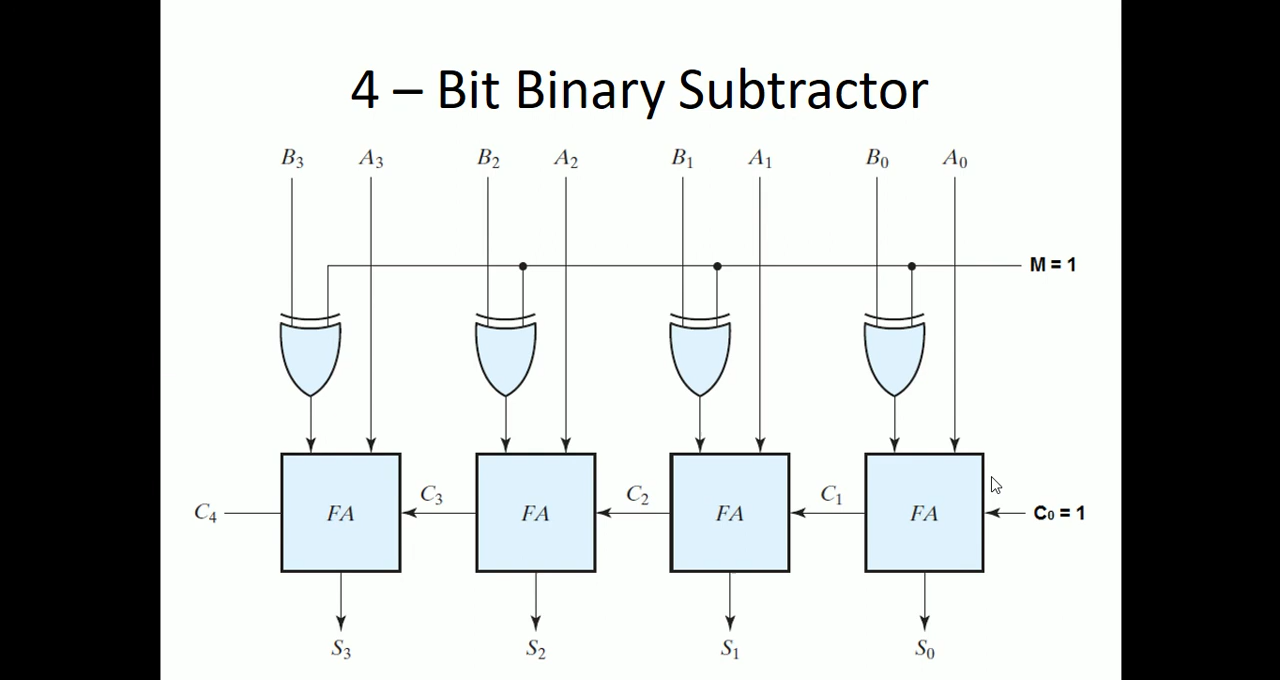 4 – Bit Binary Subtractor
B₃ A₃ B₂ A₂ B₁ A₁ B₀ A₀
M = 1
C₄ FA C₃ FA C₂ FA C₁ FA C₀ = 1
S₃ S₂ S₁ S₀